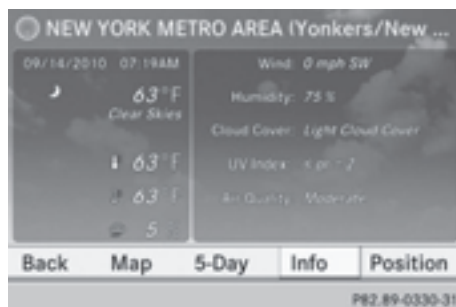 NEW YORK METRO AREA (Yonkers/New ...
09/14/2010 07:19AM
63°F
Clear Skies
63°F
63°F
5
Wind: 0 mph SW
Humidity: 75 %
Cloud Cover: Light Cloud Cover
UV Index:
Air Quality: Moderate
Back Map 5-Day Info Position
P82.89-0330-31